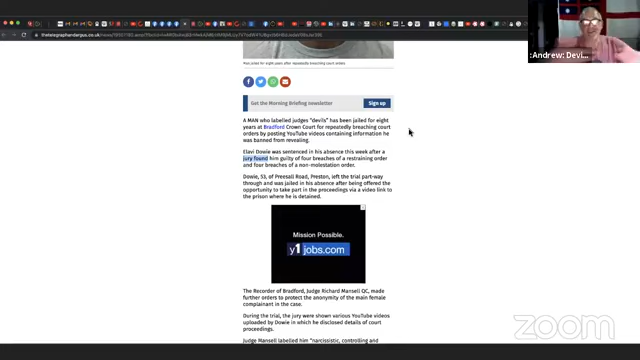 thetelegraphandargus.co.uk/news/
: Andrew: Devi...
Get the Morning Briefing newsletter
Sign up
A MAN who labelled judges "devils" has been jailed for eight
years at Bradford Crown Court for repeatedly breaching court
orders by posting YouTube videos containing information he
was banned from revealing.
Elavi Dowie was sentenced in his absence this week after a
jury found him guilty of four breaches of a restraining order
and four breaches of a non-molestation order.
Dowie, 53, of Preesall Road, Preston, left the trial part-way
through and was jailed in his absence after being offered the
opportunity to take part in the proceedings via a video link
to the prison where he is detained.
Mission Possible.
y1 jobs.com
The Recorder of Bradford, Judge Richard Mansell QC, made
further orders to protect the anonymity of the main female
complainant in the case.
During the trial, the jury were shown various YouTube videos
uploaded by Dowie in which he disclosed details of court
proceedings.
Judge Mansell labelled him "narcissistic, controlling and
zoom